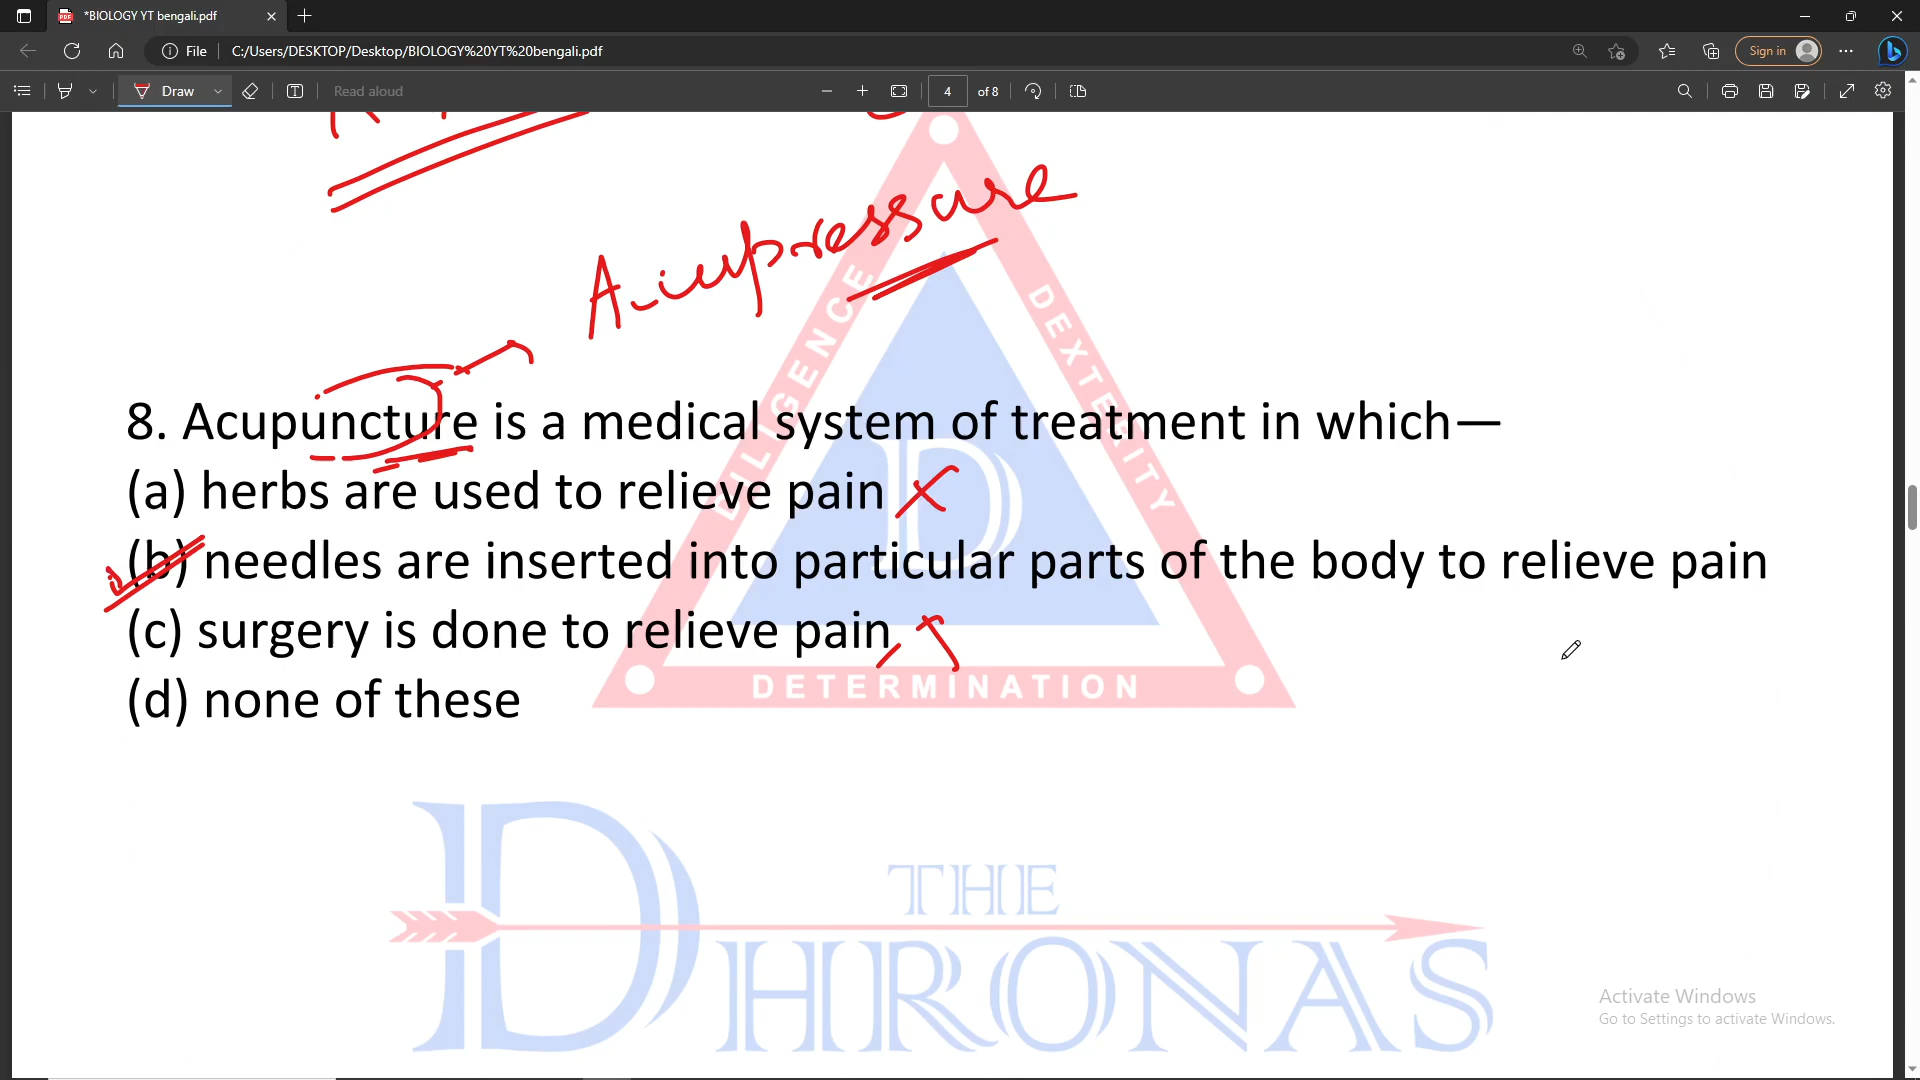 *BIOLOGY YT bengali.pdf
File
C:/Users/DESKTOP/Desktop/BIOLOGY%20YT%20bengali.pdf
Sign in
Draw
Read aloud
4 of 8
Acupressure
8. Acupuncture is a medical system of treatment in which—
(a) herbs are used to relieve pain
(b) needles are inserted into particular parts of the body to relieve pain
(c) surgery is done to relieve pain
(d) none of these
DILIGENCE
DEXTERITY
DETERMINATION
D
THE
DHRONAS
Activate Windows
Go to Settings to activate Windows.